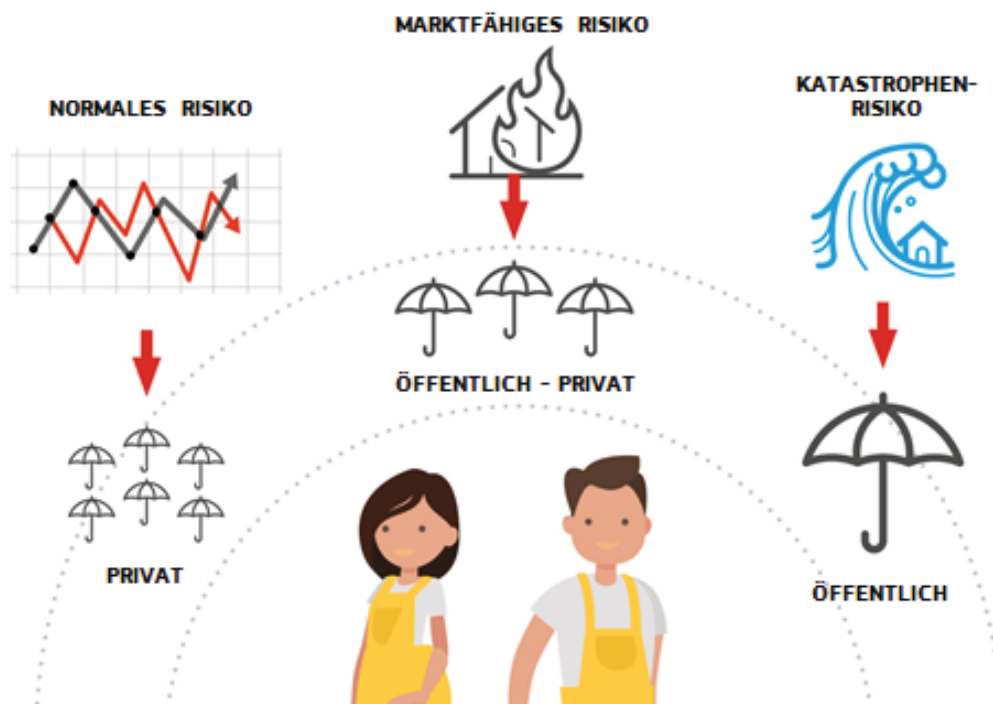 MARKTFÄHIGES RISIKO
NORMALES RISIKO
KATASTROPHEN-
RISIKO
ÖFFENTLICH - PRIVAT
PRIVAT
ÖFFENTLICH